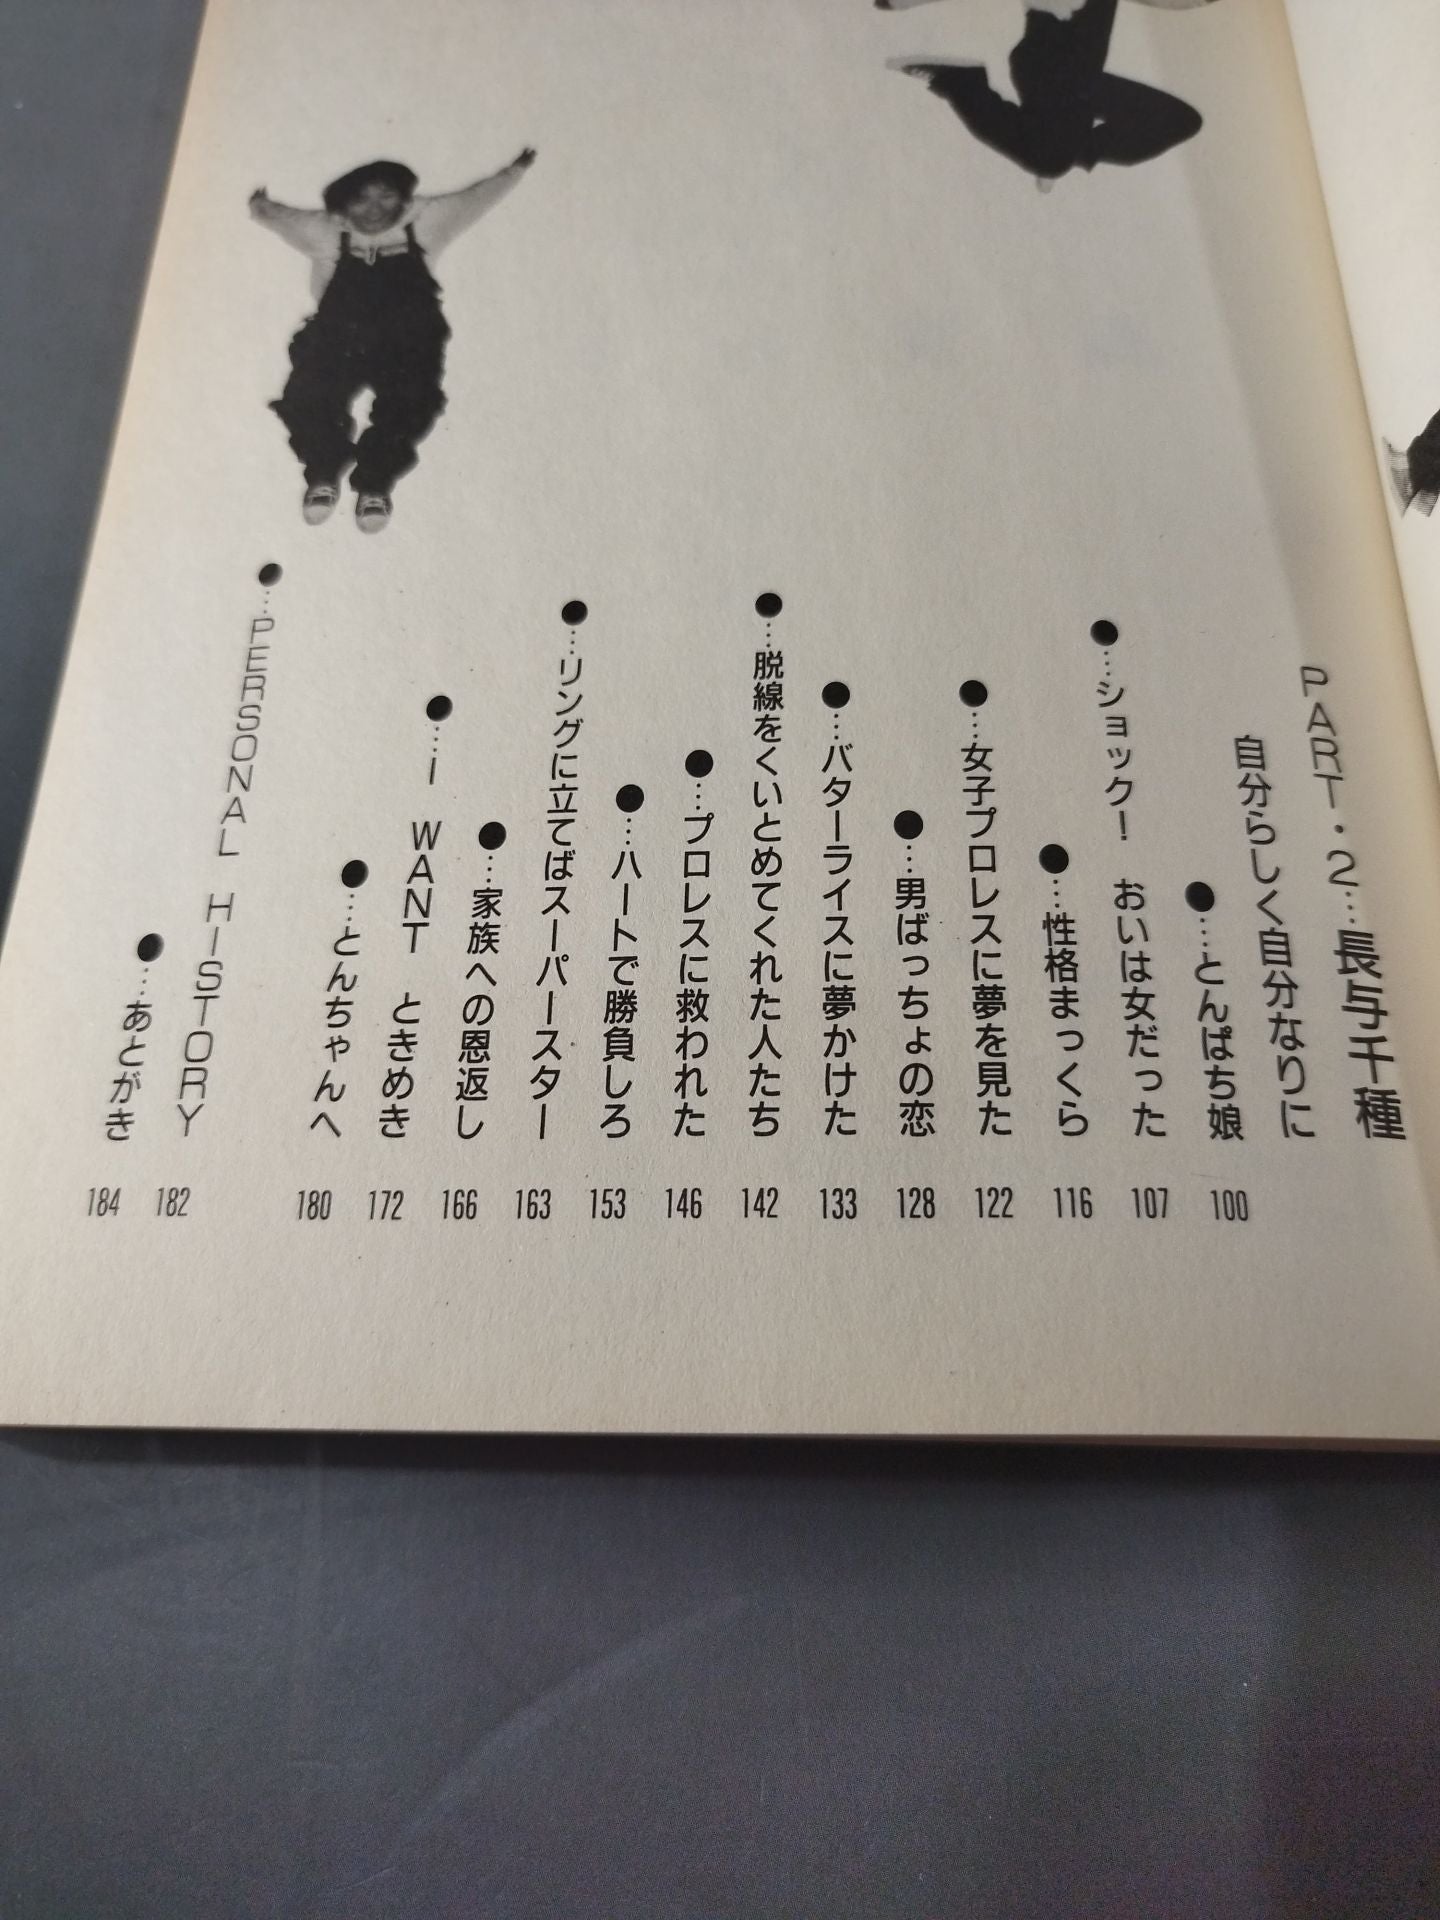 PART・2…長与千種
自分らしく自分なりに
●…とんぱち娘 100
●…ショック! おいは女だった 107
●…性格まっくら 116
●…女子プロレスに夢を見た 122
●…男ばっちょの恋 128
●…バターライスに夢かけた 133
●…脱線をくいとめてくれた人たち 142
●…プロレスに救われた 146
●…ハートで勝負しろ 153
●…リングに立てばスーパースター 163
●…家族への恩返し 166
●…I WANT ときめき 172
●…とんちゃんへ 180
●…PERSONAL HISTORY 182
●…あとがき 184